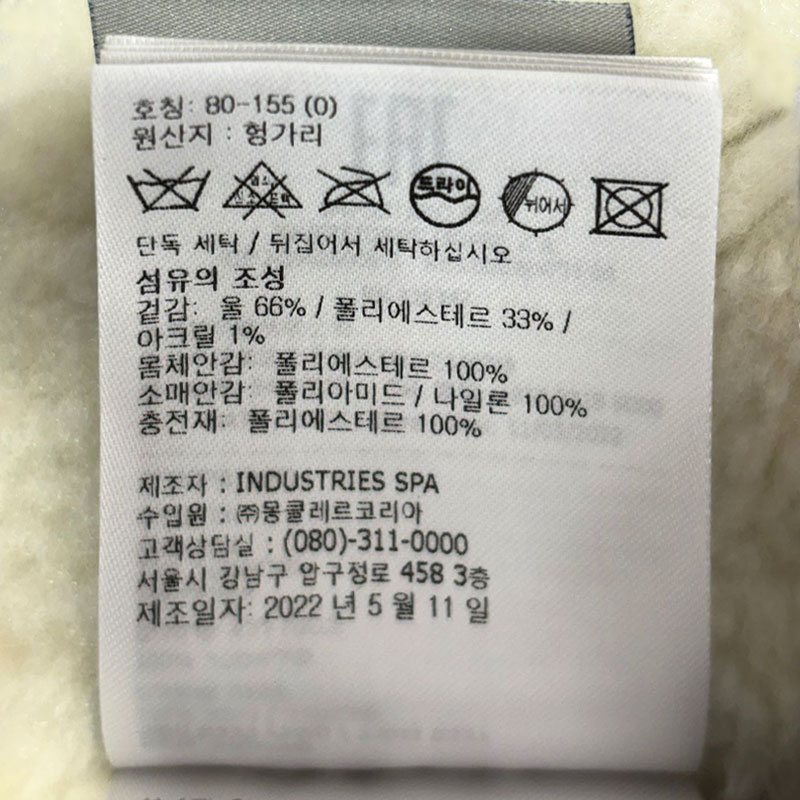 호칭: 80-155 (0)
원산지 : 헝가리
드라이
뉘어서
단독 세탁 / 뒤집어서 세탁하십시오
섬유의 조성
겉감: 울 66% / 폴리에스테르 33% /
아크릴 1%
몸체안감: 폴리에스테르 100%
소매안감: 폴리아미드 / 나일론 100%
충전재: 폴리에스테르 100%
제조자 : INDUSTRIES SPA
수입원 : ㈜몽클레르코리아
고객상담실 : (080)-311-0000
서울시 강남구 압구정로 458 3층
제조일자: 2022 년 5 월 11 일